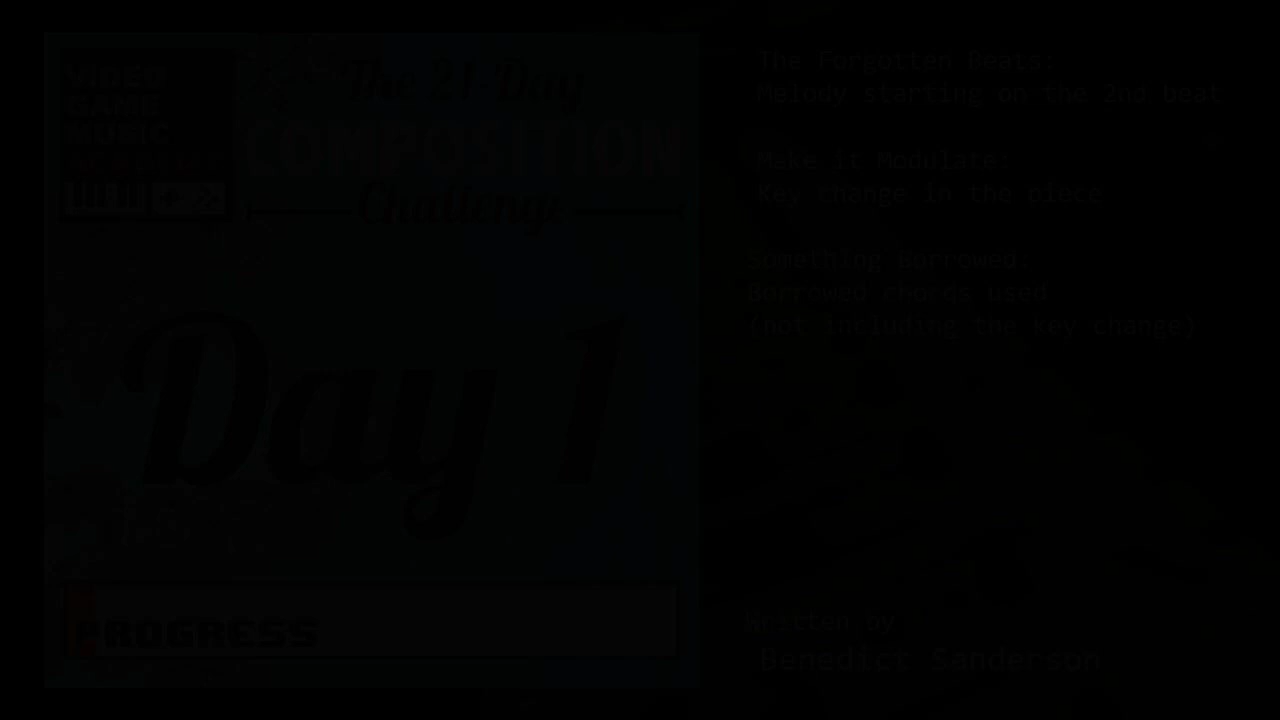 VIDEO
GAME
MUSIC
The 21-Day
COMPOSITION
Challenge
Day 1
PROGRESS
The Forgotten Beats:
Melody starting on the 2nd beat
Make it Modulate:
Key change in the piece
Something Borrowed:
Borrowed chords used
(not including the key change)
Written by
Benedict Sanderson